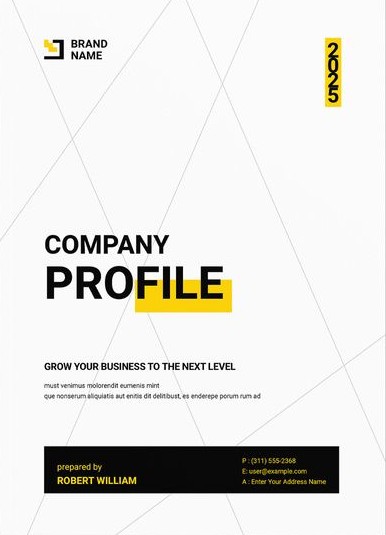 BRAND
NAME
2025
COMPANY
PROFILE
GROW YOUR BUSINESS TO THE NEXT LEVEL
must venimus molorendit eumenis mint
que nonserum aliquiatis aut enitis dit delitibust, es enderepe porum rum ad
prepared by
ROBERT WILLIAM
P : (311) 555-2368
E: user@example.com
A : Enter Your Address Name